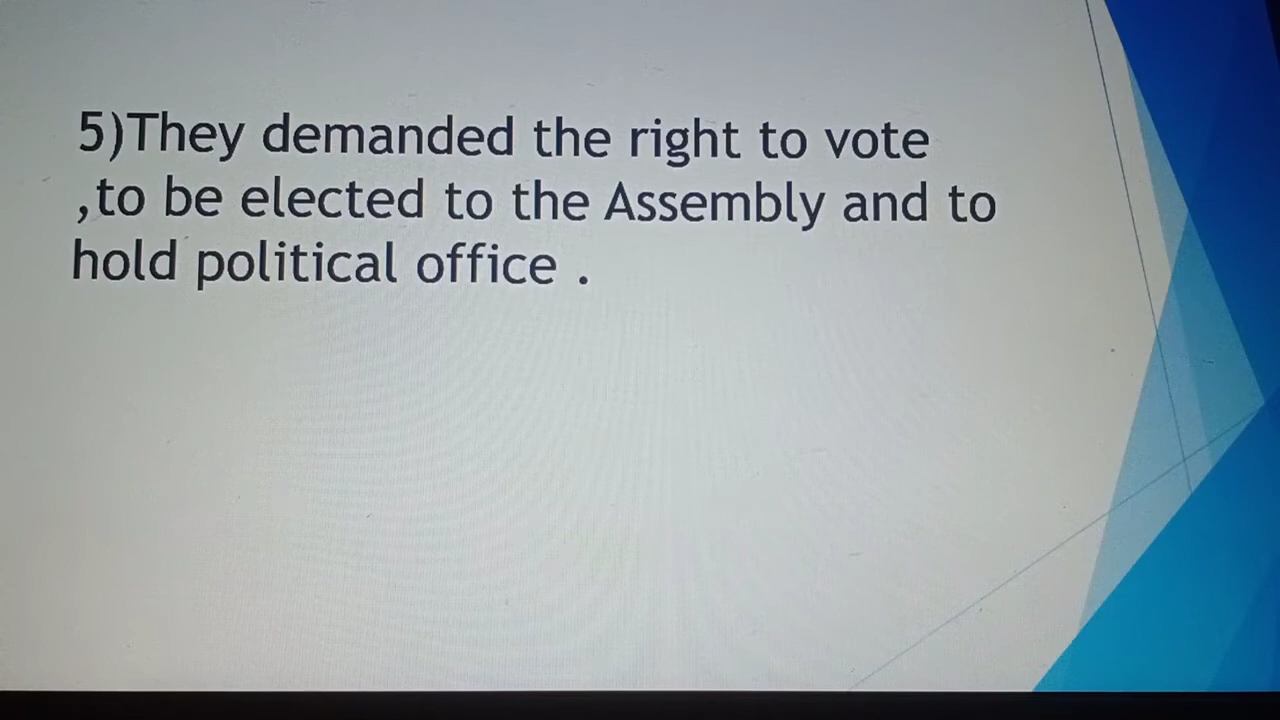 5)They demanded the right to vote
,to be elected to the Assembly and to
hold political office .